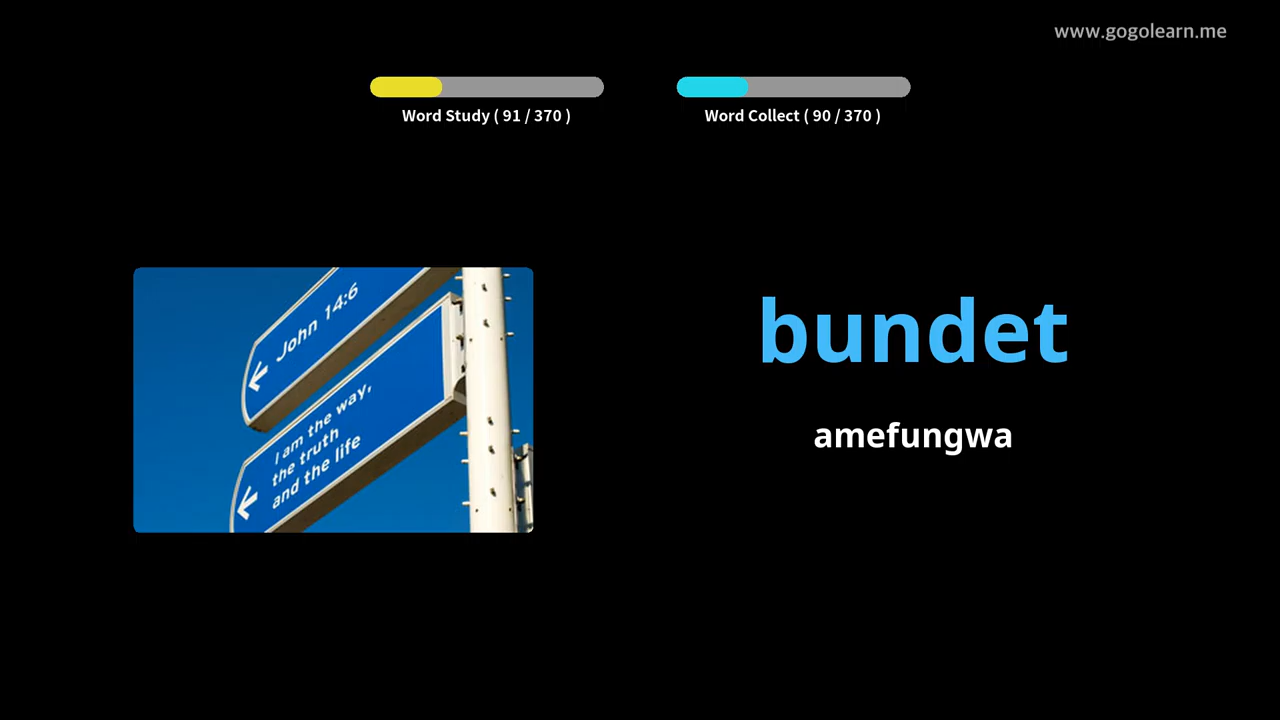 www.gogolearn.me
Word Study ( 91 / 370 )
Word Collect ( 90 / 370 )
John 14:6
I am the way,
the truth
and the life
bundet
amefungwa